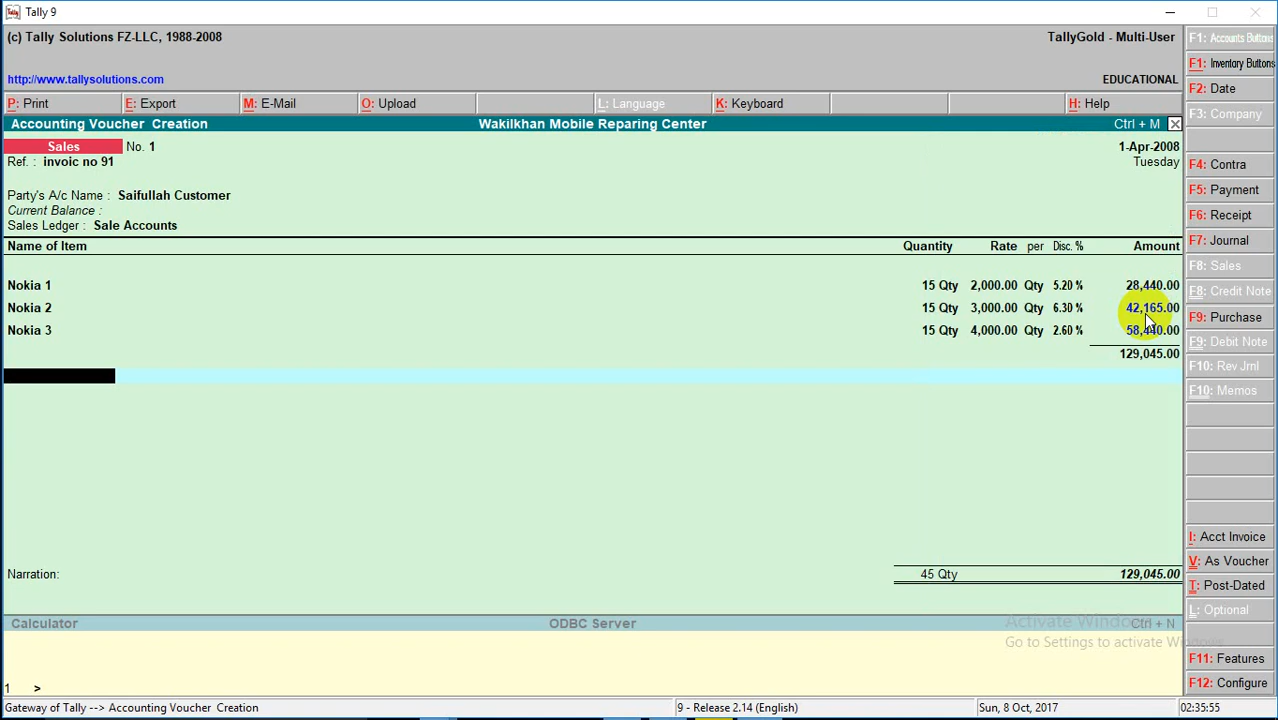 Tally 9
(c) Tally Solutions FZ-LLC, 1988-2008 TallyGold - Multi-User
http://www.tallysolutions.com EDUCATIONAL
P: Print E: Export M: E-Mail O: Upload L: Language K: Keyboard H: Help
Accounting Voucher Creation Wakilkhan Mobile Reparing Center Ctrl + M
Sales No. 1 1-Apr-2008
Ref. : invoic no 91 Tuesday
Party's A/c Name : Saifullah Customer
Current Balance :
Sales Ledger : Sale Accounts
Name of Item Quantity Rate per Disc. % Amount
Nokia 1 15 Qty 2,000.00 Qty 5.20 % 28,440.00
Nokia 2 15 Qty 3,000.00 Qty 6.30 % 42,165.00
Nokia 3 15 Qty 4,000.00 Qty 2.60 % 58,440.00
129,045.00
Narration: 45 Qty 129,045.00
Calculator ODBC Server Ctrl + N
1 >
Activate Windows
Go to Settings to activate Windows.
F1: Accounts Buttons
F1: Inventory Buttons
F2: Date
F3: Company
F4: Contra
F5: Payment
F6: Receipt
F7: Journal
F8: Sales
F8: Credit Note
F9: Purchase
F9: Debit Note
F10: Rev Jrnl
F10: Memos
I: Acct Invoice
V: As Voucher
T: Post-Dated
L: Optional
F11: Features
F12: Configure
Gateway of Tally --> Accounting Voucher Creation 9 - Release 2.14 (English) Sun, 8 Oct, 2017 02:35:55